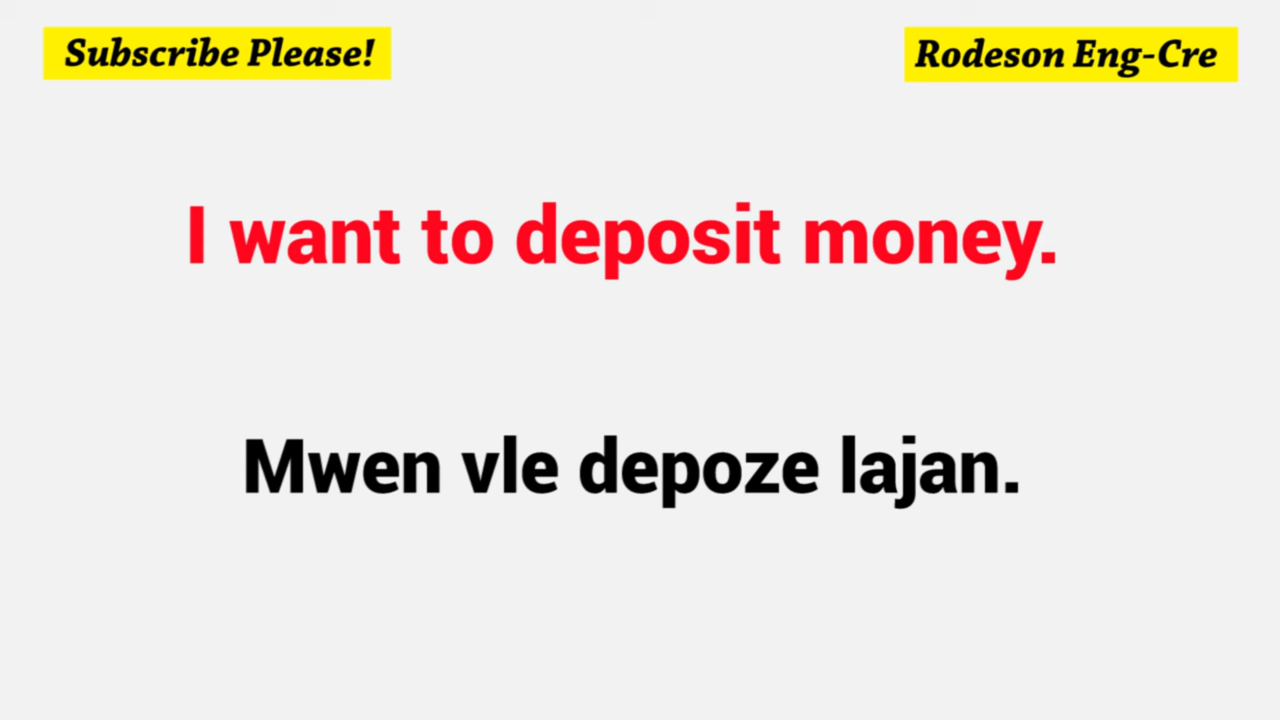 Subscribe Please!
Rodeson Eng-Cre
I want to deposit money.
Mwen vle depoze lajan.